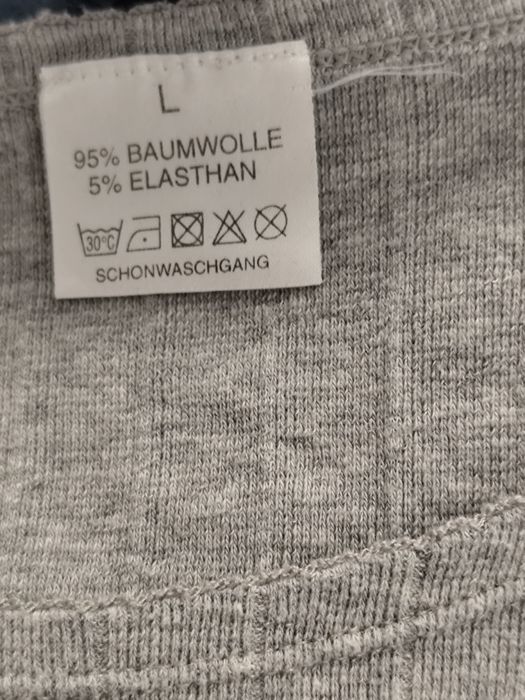 L
95% BAUMWOLLE
5% ELASTHAN
30°C
SCHONWASCHGANG